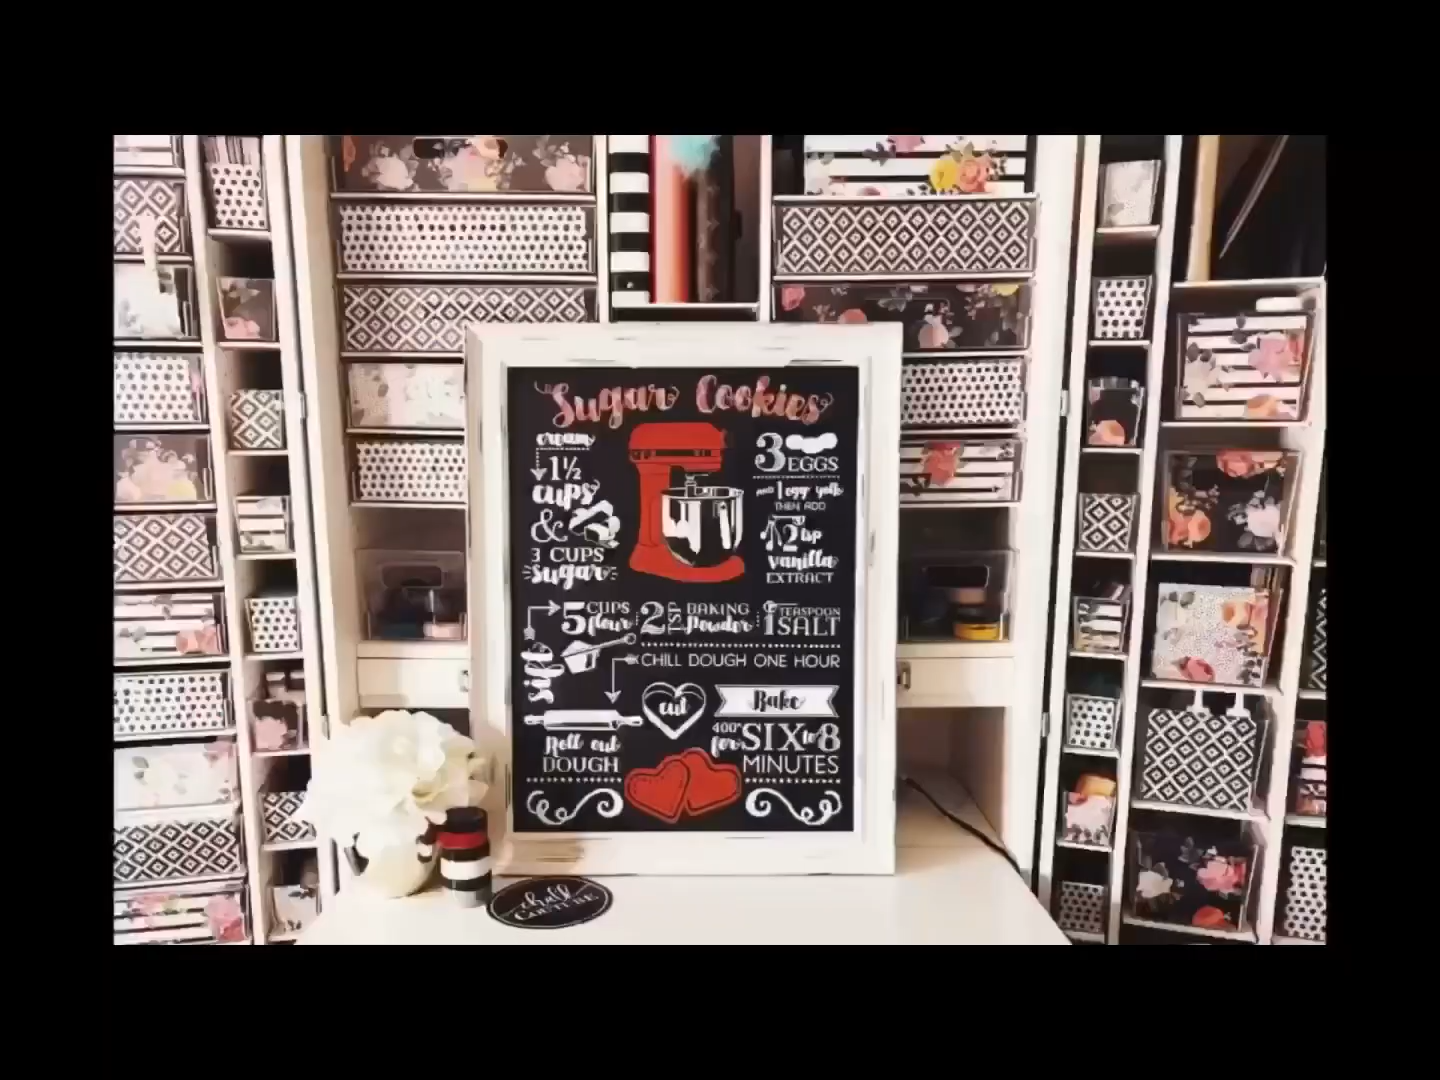 Sugar Cookies
cream
1½
cups
&
3 CUPS
sugar
3 EGGS
AND 1 egg yolk
THEN ADD
2 tsp
vanilla
EXTRACT
sift
5 CUPS flour
2 TSP BAKING Powder
1 TEASPOON SALT
CHILL DOUGH ONE HOUR
Roll out
DOUGH
cut
Bake
400° for SIX to 8
MINUTES
chalk
COUTURE